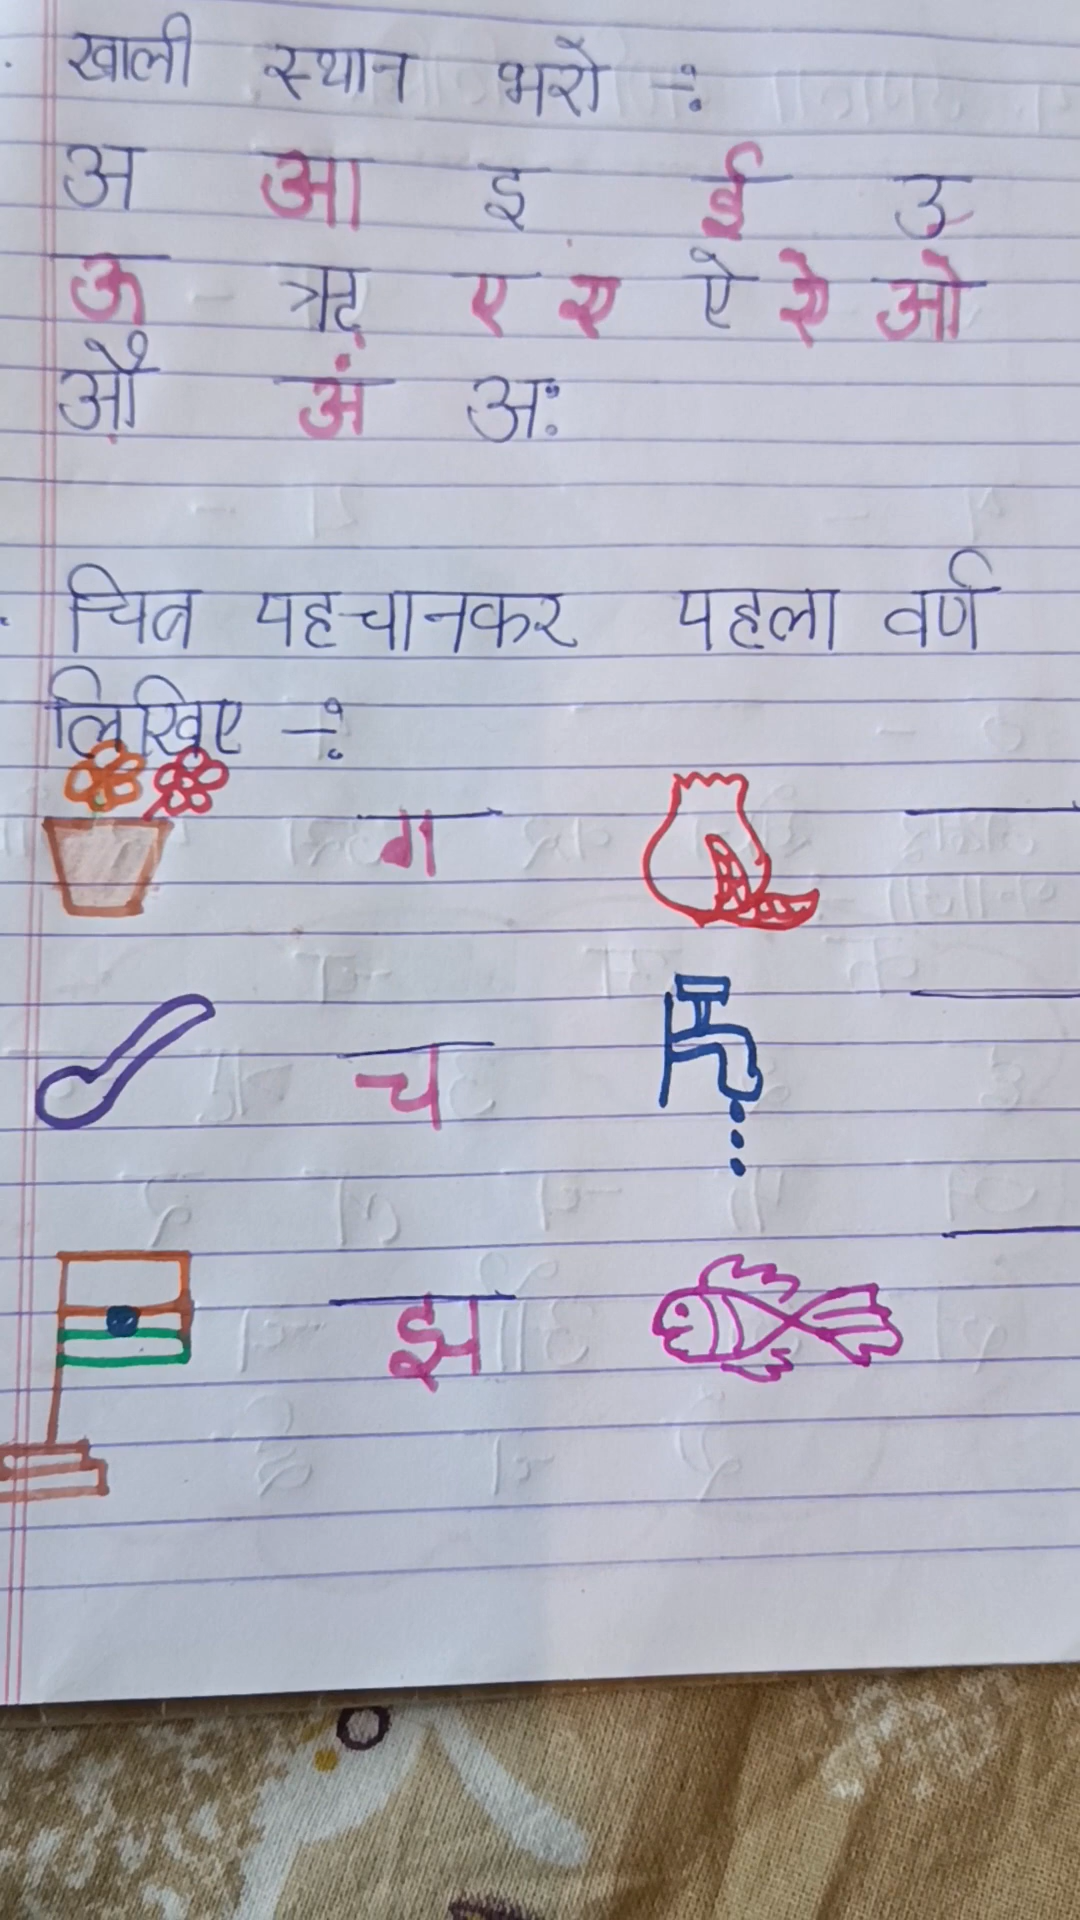 खाली स्थान भरो -:
अ आ इ ई उ
ऊ - ऋ ए ऐ ओ
औ अं अः
चित्र पहचानकर पहला वर्ण
लिखिए -:
ग
च
झ